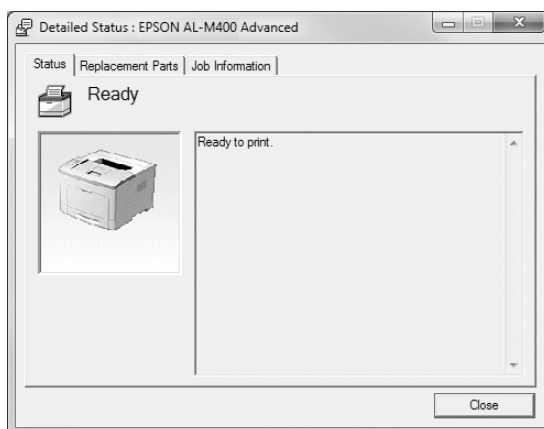 Detailed Status : EPSON AL-M400 Advanced
Status
Replacement Parts
Job Information
Ready
Ready to print.
Close